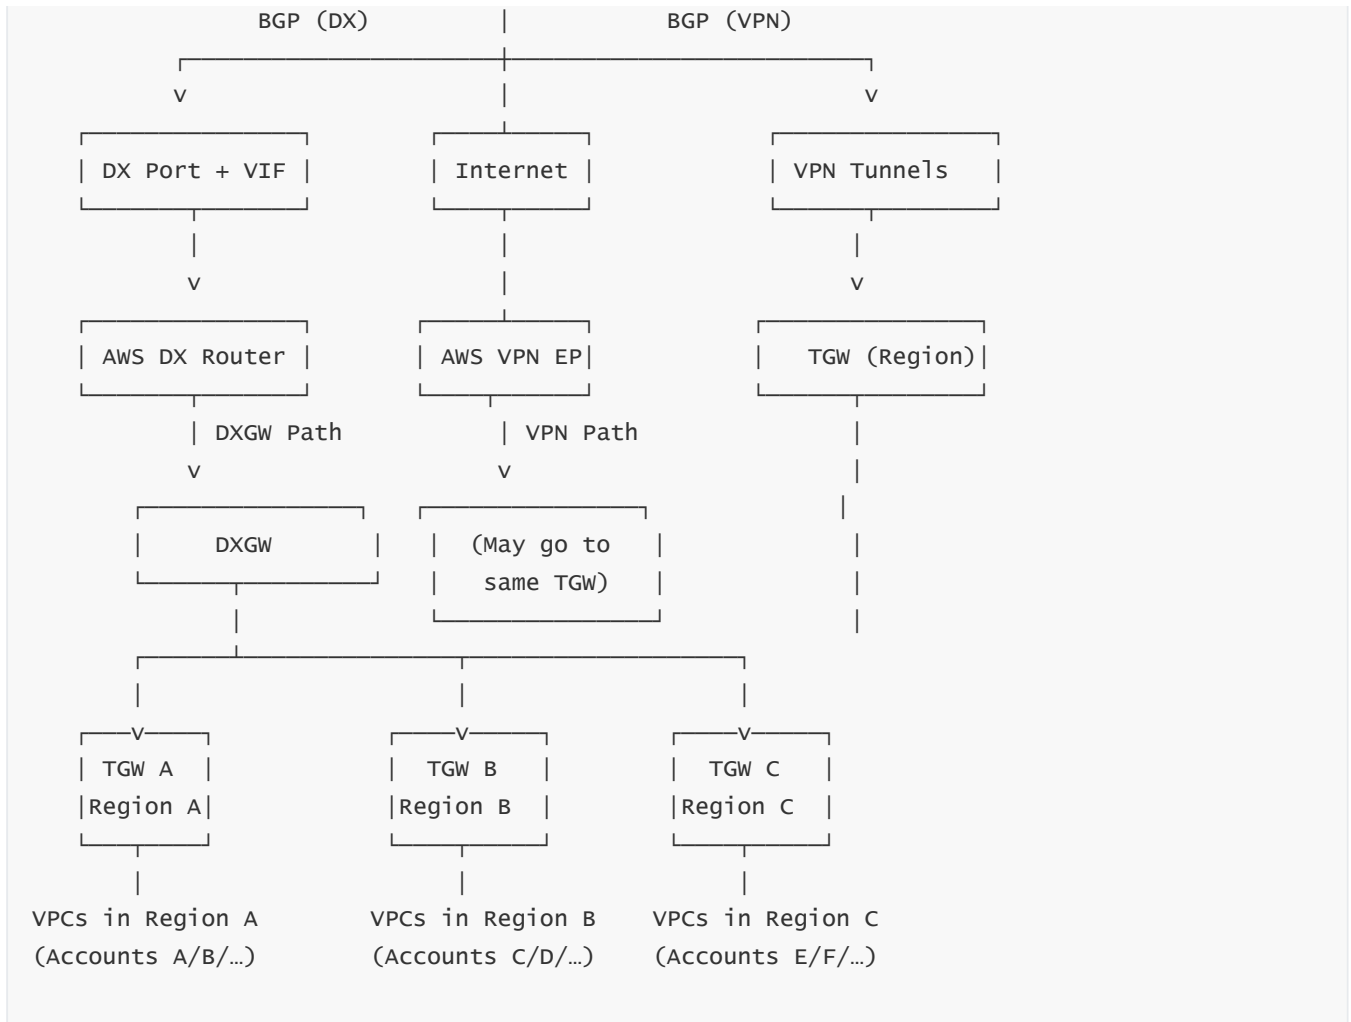 BGP (DX) BGP (VPN)
v v
DX Port + VIF Internet VPN Tunnels
v v
AWS DX Router AWS VPN EP TGW (Region)
DXGW Path VPN Path
v v
DXGW (May go to
same TGW)
v v v
TGW A TGW B TGW C
Region A Region B Region C
VPCs in Region A VPCs in Region B VPCs in Region C
(Accounts A/B/…) (Accounts C/D/…) (Accounts E/F/…)